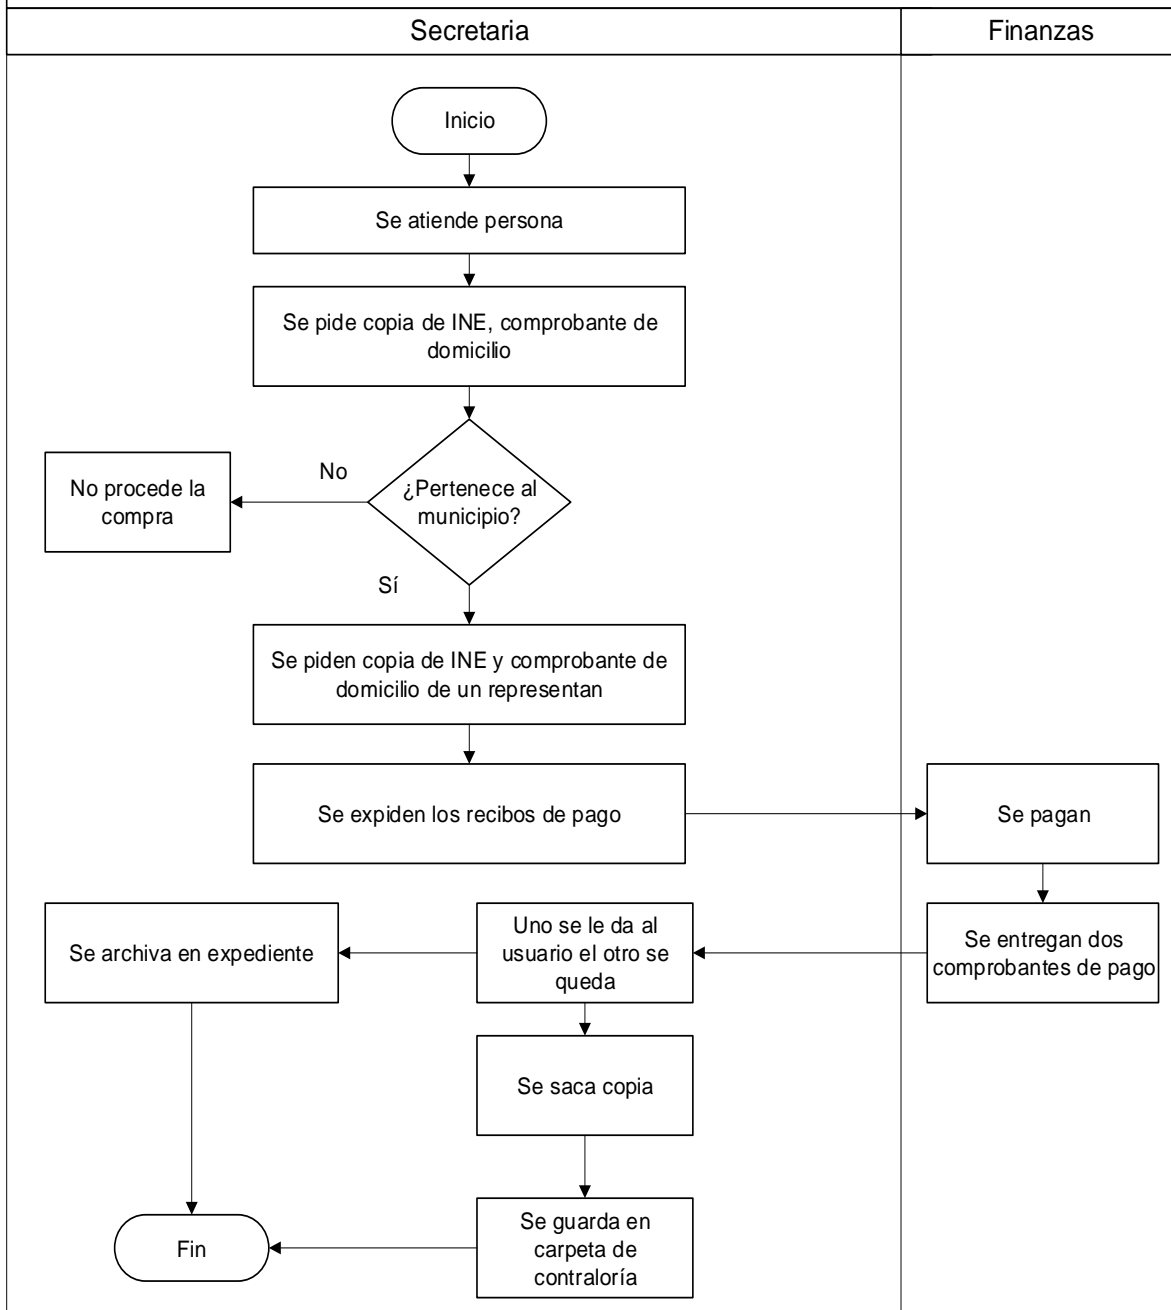 Secretaria
Finanzas
Inicio
Se atiende persona
Se pide copia de INE, comprobante de
domicilio
¿Pertenece al
municipio?
No
No procede la
compra
Sí
Se piden copia de INE y comprobante de
domicilio de un representan
Se expiden los recibos de pago
Se pagan
Se entregan dos
comprobantes de pago
Uno se le da al
usuario el otro se
queda
Se archiva en expediente
Se saca copia
Se guarda en
carpeta de
contraloría
Fin